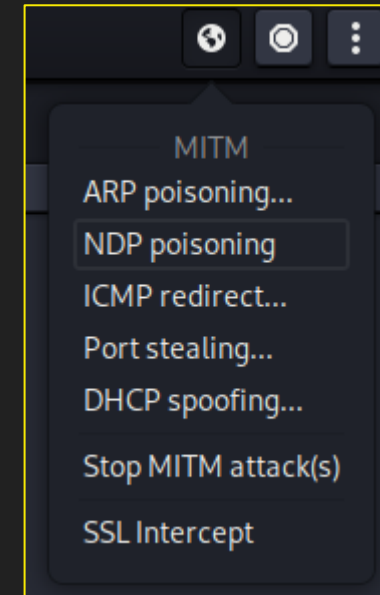 MITM
ARP poisoning...
NDP poisoning
ICMP redirect...
Port stealing...
DHCP spoofing...
Stop MITM attack(s)
SSL Intercept